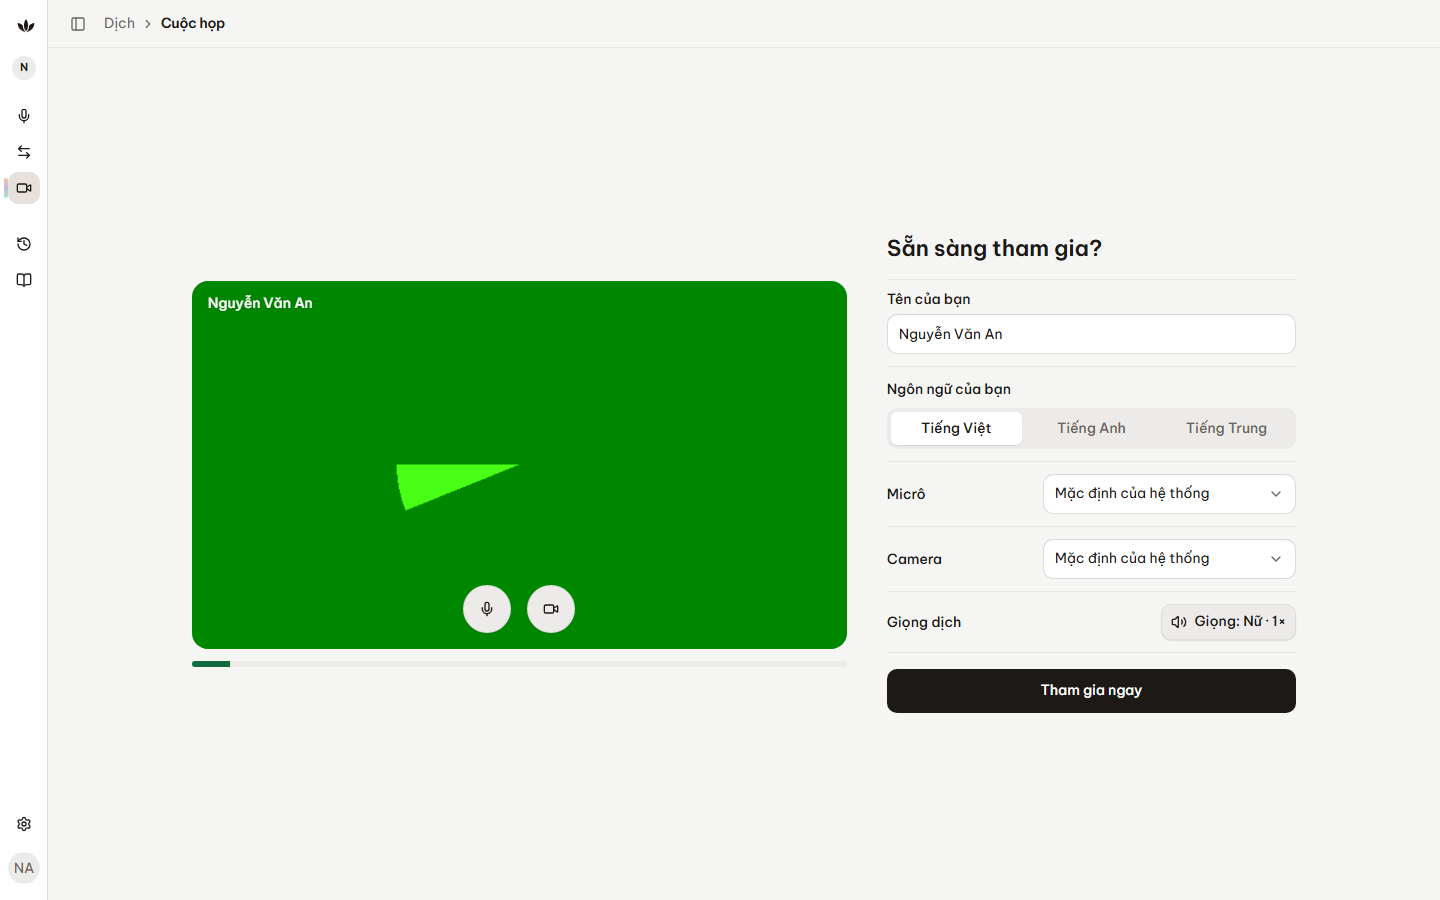 Dịch
Cuộc họp
N
Nguyễn Văn An
Sẵn sàng tham gia?
Tên của bạn
Nguyễn Văn An
Ngôn ngữ của bạn
Tiếng Việt
Tiếng Anh
Tiếng Trung
Micrô
Mặc định của hệ thống
Camera
Mặc định của hệ thống
Giọng dịch
Giọng: Nữ · 1×
Tham gia ngay
NA